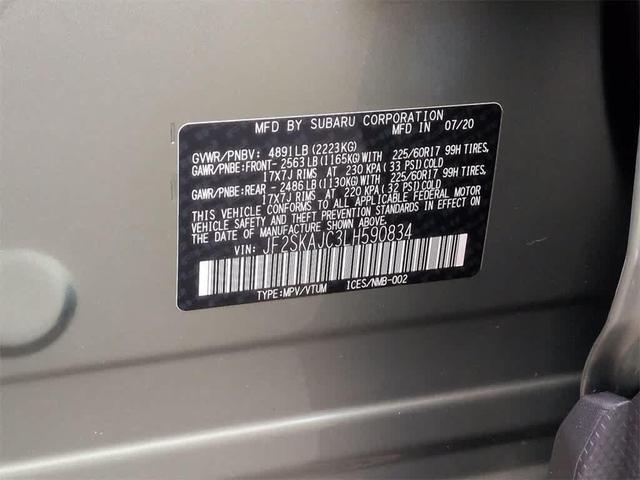 MFD BY SUBARU CORPORATION
MFD IN 07/20
GVWR/PNBV: 4891LB(2223KG)
GAWR/PNBE:FRONT-2563LB(1165KG)WITH 225/60R17 99H TIRES,
17X7J RIMS AT 230 KPA(33 PSI)COLD
GAWR/PNBE:REAR -2486LB(1130KG)WITH 225/60R17 99H TIRES,
17X7J RIMS AT 220 KPA(32 PSI)COLD
THIS VEHICLE CONFORMS TO ALL APPLICABLE FEDERAL MOTOR
VEHICLE SAFETY AND THEFT PREVENTION STANDARDS IN EFFECT
ON THE DATE OF MANUFACTURE SHOWN ABOVE.
VIN: JF2SKAJC3LH590834
TYPE:MPV/VTUM ICES/NMB-002